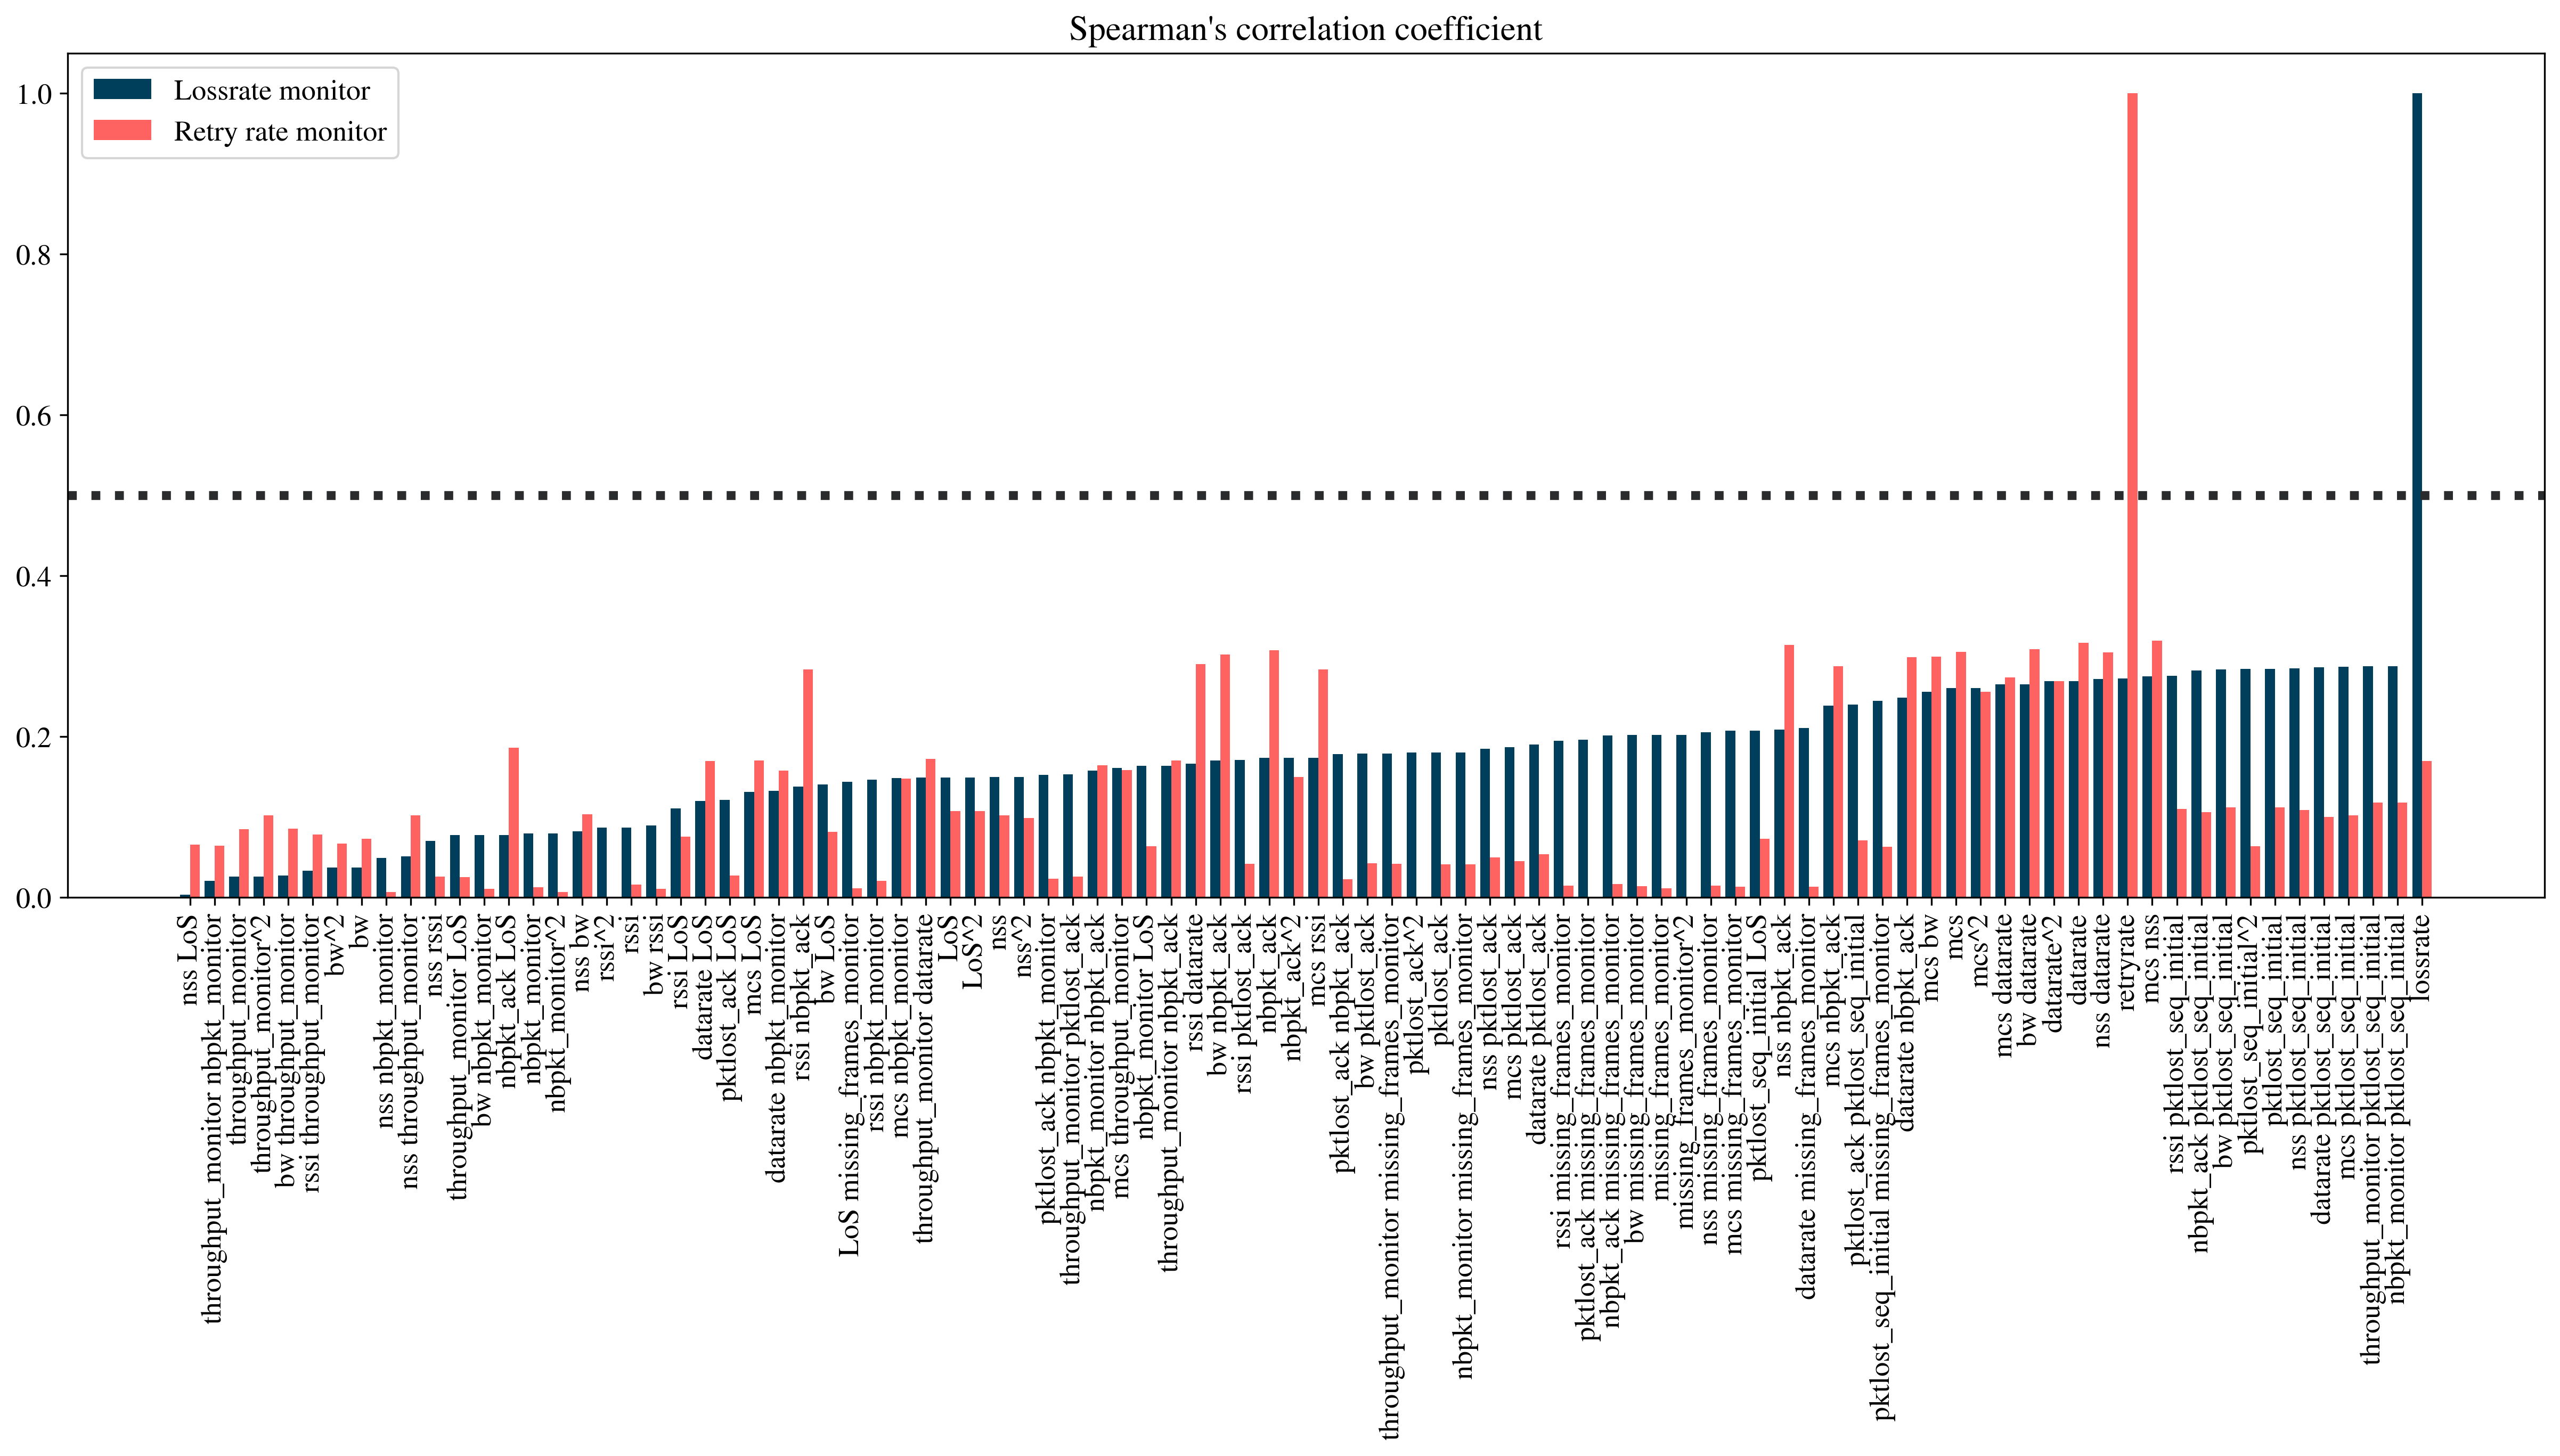 Spearman's correlation coefficient
Lossrate monitor
Retry rate monitor
1.0
0.8
0.6
0.4
0.2
0.0
nss LoS
throughput_monitor nbpkt_monitor
throughput_monitor
throughput_monitor^2
bw throughput_monitor
rssi throughput_monitor
bw^2
bw
nss nbpkt_monitor
nss throughput_monitor
nss rssi
throughput_monitor LoS
bw nbpkt_monitor
nbpkt_ack LoS
nbpkt_monitor
nbpkt_monitor^2
nss bw
rssi^2
rssi
bw rssi
rssi LoS
datarate LoS
pktlost_ack LoS
mcs LoS
datarate nbpkt_monitor
rssi nbpkt_ack
bw LoS
LoS missing_frames_monitor
rssi nbpkt_monitor
mcs nbpkt_monitor
throughput_monitor datarate
LoS
LoS^2
nss
nss^2
pktlost_ack nbpkt_monitor
throughput_monitor pktlost_ack
nbpkt_monitor nbpkt_ack
mcs throughput_monitor
nbpkt_monitor LoS
throughput_monitor nbpkt_ack
rssi datarate
bw nbpkt_ack
rssi pktlost_ack
nbpkt_ack
nbpkt_ack^2
mcs rssi
pktlost_ack nbpkt_ack
bw pktlost_ack
throughput_monitor missing_frames_monitor
pktlost_ack^2
pktlost_ack
nbpkt_monitor missing_frames_monitor
nss pktlost_ack
mcs pktlost_ack
datarate pktlost_ack
rssi missing_frames_monitor
pktlost_ack missing_frames_monitor
nbpkt_ack missing_frames_monitor
bw missing_frames_monitor
missing_frames_monitor
missing_frames_monitor^2
nss missing_frames_monitor
mcs missing_frames_monitor
pktlost_seq_initial LoS
nss nbpkt_ack
datarate missing_frames_monitor
mcs nbpkt_ack
pktlost_ack pktlost_seq_initial
pktlost_seq_initial missing_frames_monitor
datarate nbpkt_ack
mcs bw
mcs
mcs^2
mcs datarate
bw datarate
datarate^2
datarate
nss datarate
retryrate
mcs nss
rssi pktlost_seq_initial
nbpkt_ack pktlost_seq_initial
bw pktlost_seq_initial
pktlost_seq_initial^2
pktlost_seq_initial
nss pktlost_seq_initial
datarate pktlost_seq_initial
mcs pktlost_seq_initial
throughput_monitor pktlost_seq_initial
nbpkt_monitor pktlost_seq_initial
lossrate